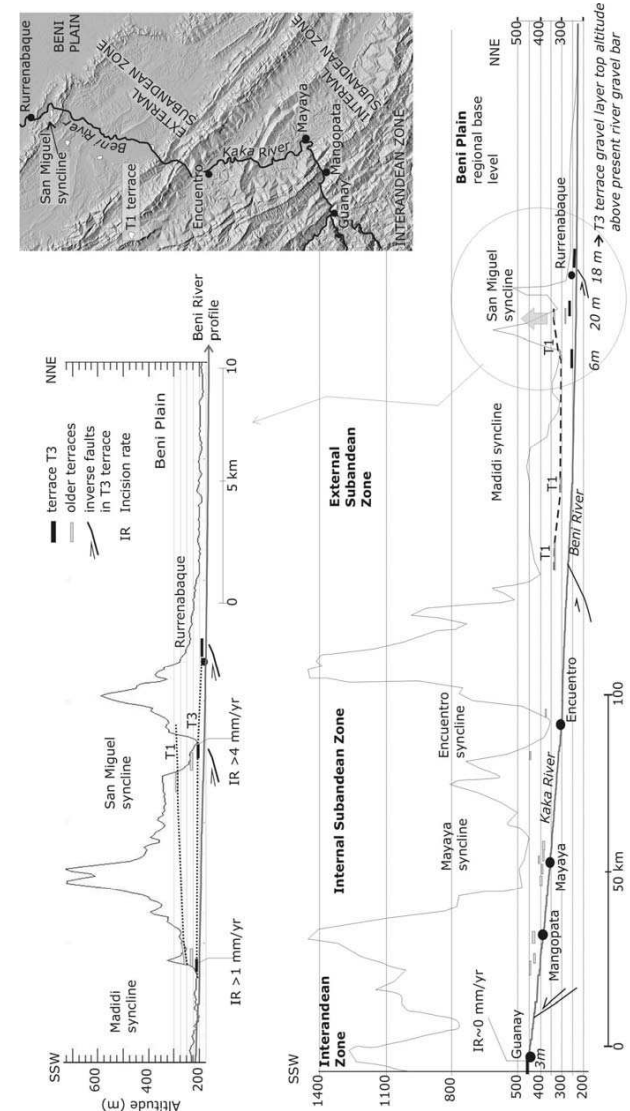 SSW
Madidi
syncline
San Miguel
syncline
NNE
Altitude (m)
600
400
200
T1
T3
Rurrenabaque
Beni Plain
Beni River
profile
IR >1 mm/yr
IR >4 mm/yr
0
5 km
10
terrace T3
older terraces
inverse faults
in T3 terrace
IR Incision rate
Rurrenabaque
BENI
PLAIN
San Miguel
syncline
Beni River
EXTERNAL
SUBANDEAN ZONE
T1 terrace
Encuentro
Kaka River
INTERNAL
SUBANDEAN ZONE
Mayaya
Mangopata
Guanay
INTERANDEAN ZONE
SSW
1400
1200
1000
800
600
500
400
300
200
Interandean
Zone
Internal Subandean Zone
External
Subandean
Zone
Beni Plain
regional base
level
NNE
500
400
300
IR~0 mm/yr
Guanay
3m
Mangopata
Mayaya
Mayaya
syncline
Kaka River
Encuentro
syncline
Encuentro
Beni River
T1
T1
T1
Madidi syncline
San Miguel
syncline
Rurrenabaque
0
50 km
100
6m 20 m 18 m → T3 terrace gravel layer top altitude
above present river gravel bar